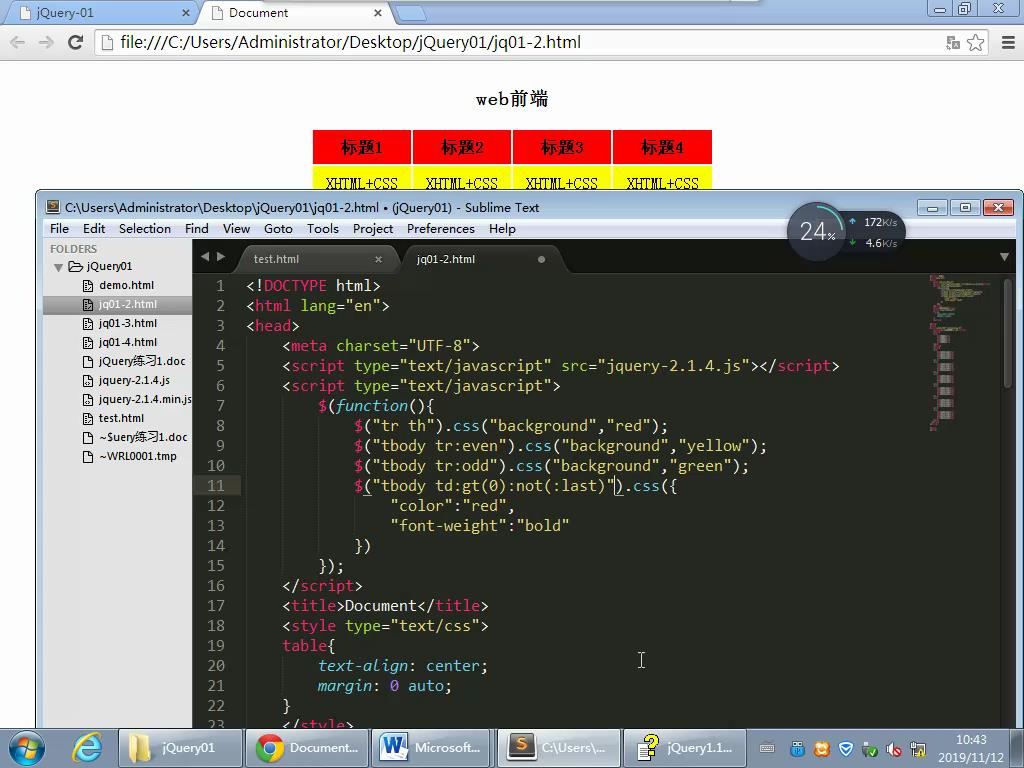 jQuery-01
Document
file:///C:/Users/Administrator/Desktop/jQuery01/jq01-2.html
web前端
标题1 标题2 标题3 标题4
XHTML+CSS XHTML+CSS XHTML+CSS XHTML+CSS
C:\Users\Administrator\Desktop\jQuery01\jq01-2.html • (jQuery01) - Sublime Text
File Edit Selection Find View Goto Tools Project Preferences Help
24%
172K/s
4.6K/s
FOLDERS
jQuery01
demo.html
jq01-2.html
jq01-3.html
jq01-4.html
jQuery练习1.doc
jquery-2.1.4.js
jquery-2.1.4.min.js
test.html
~$uery练习1.doc
~WRL0001.tmp
test.html
jq01-2.html
1 <!DOCTYPE html>
2 <html lang="en">
3 <head>
4 <meta charset="UTF-8">
5 <script type="text/javascript" src="jquery-2.1.4.js"></script>
6 <script type="text/javascript">
7 $(function(){
8 $("tr th").css("background","red");
9 $("tbody tr:even").css("background","yellow");
10 $("tbody tr:odd").css("background","green");
11 $("tbody td:gt(0):not(:last)").css({
12 "color":"red",
13 "font-weight":"bold"
14 })
15 });
16 </script>
17 <title>Document</title>
18 <style type="text/css">
19 table{
20 text-align: center;
21 margin: 0 auto;
22 }
23 </style>
jQuery01
Document...
Microsoft...
C:\Users\...
jQuery1.1...
10:43
2019/11/12